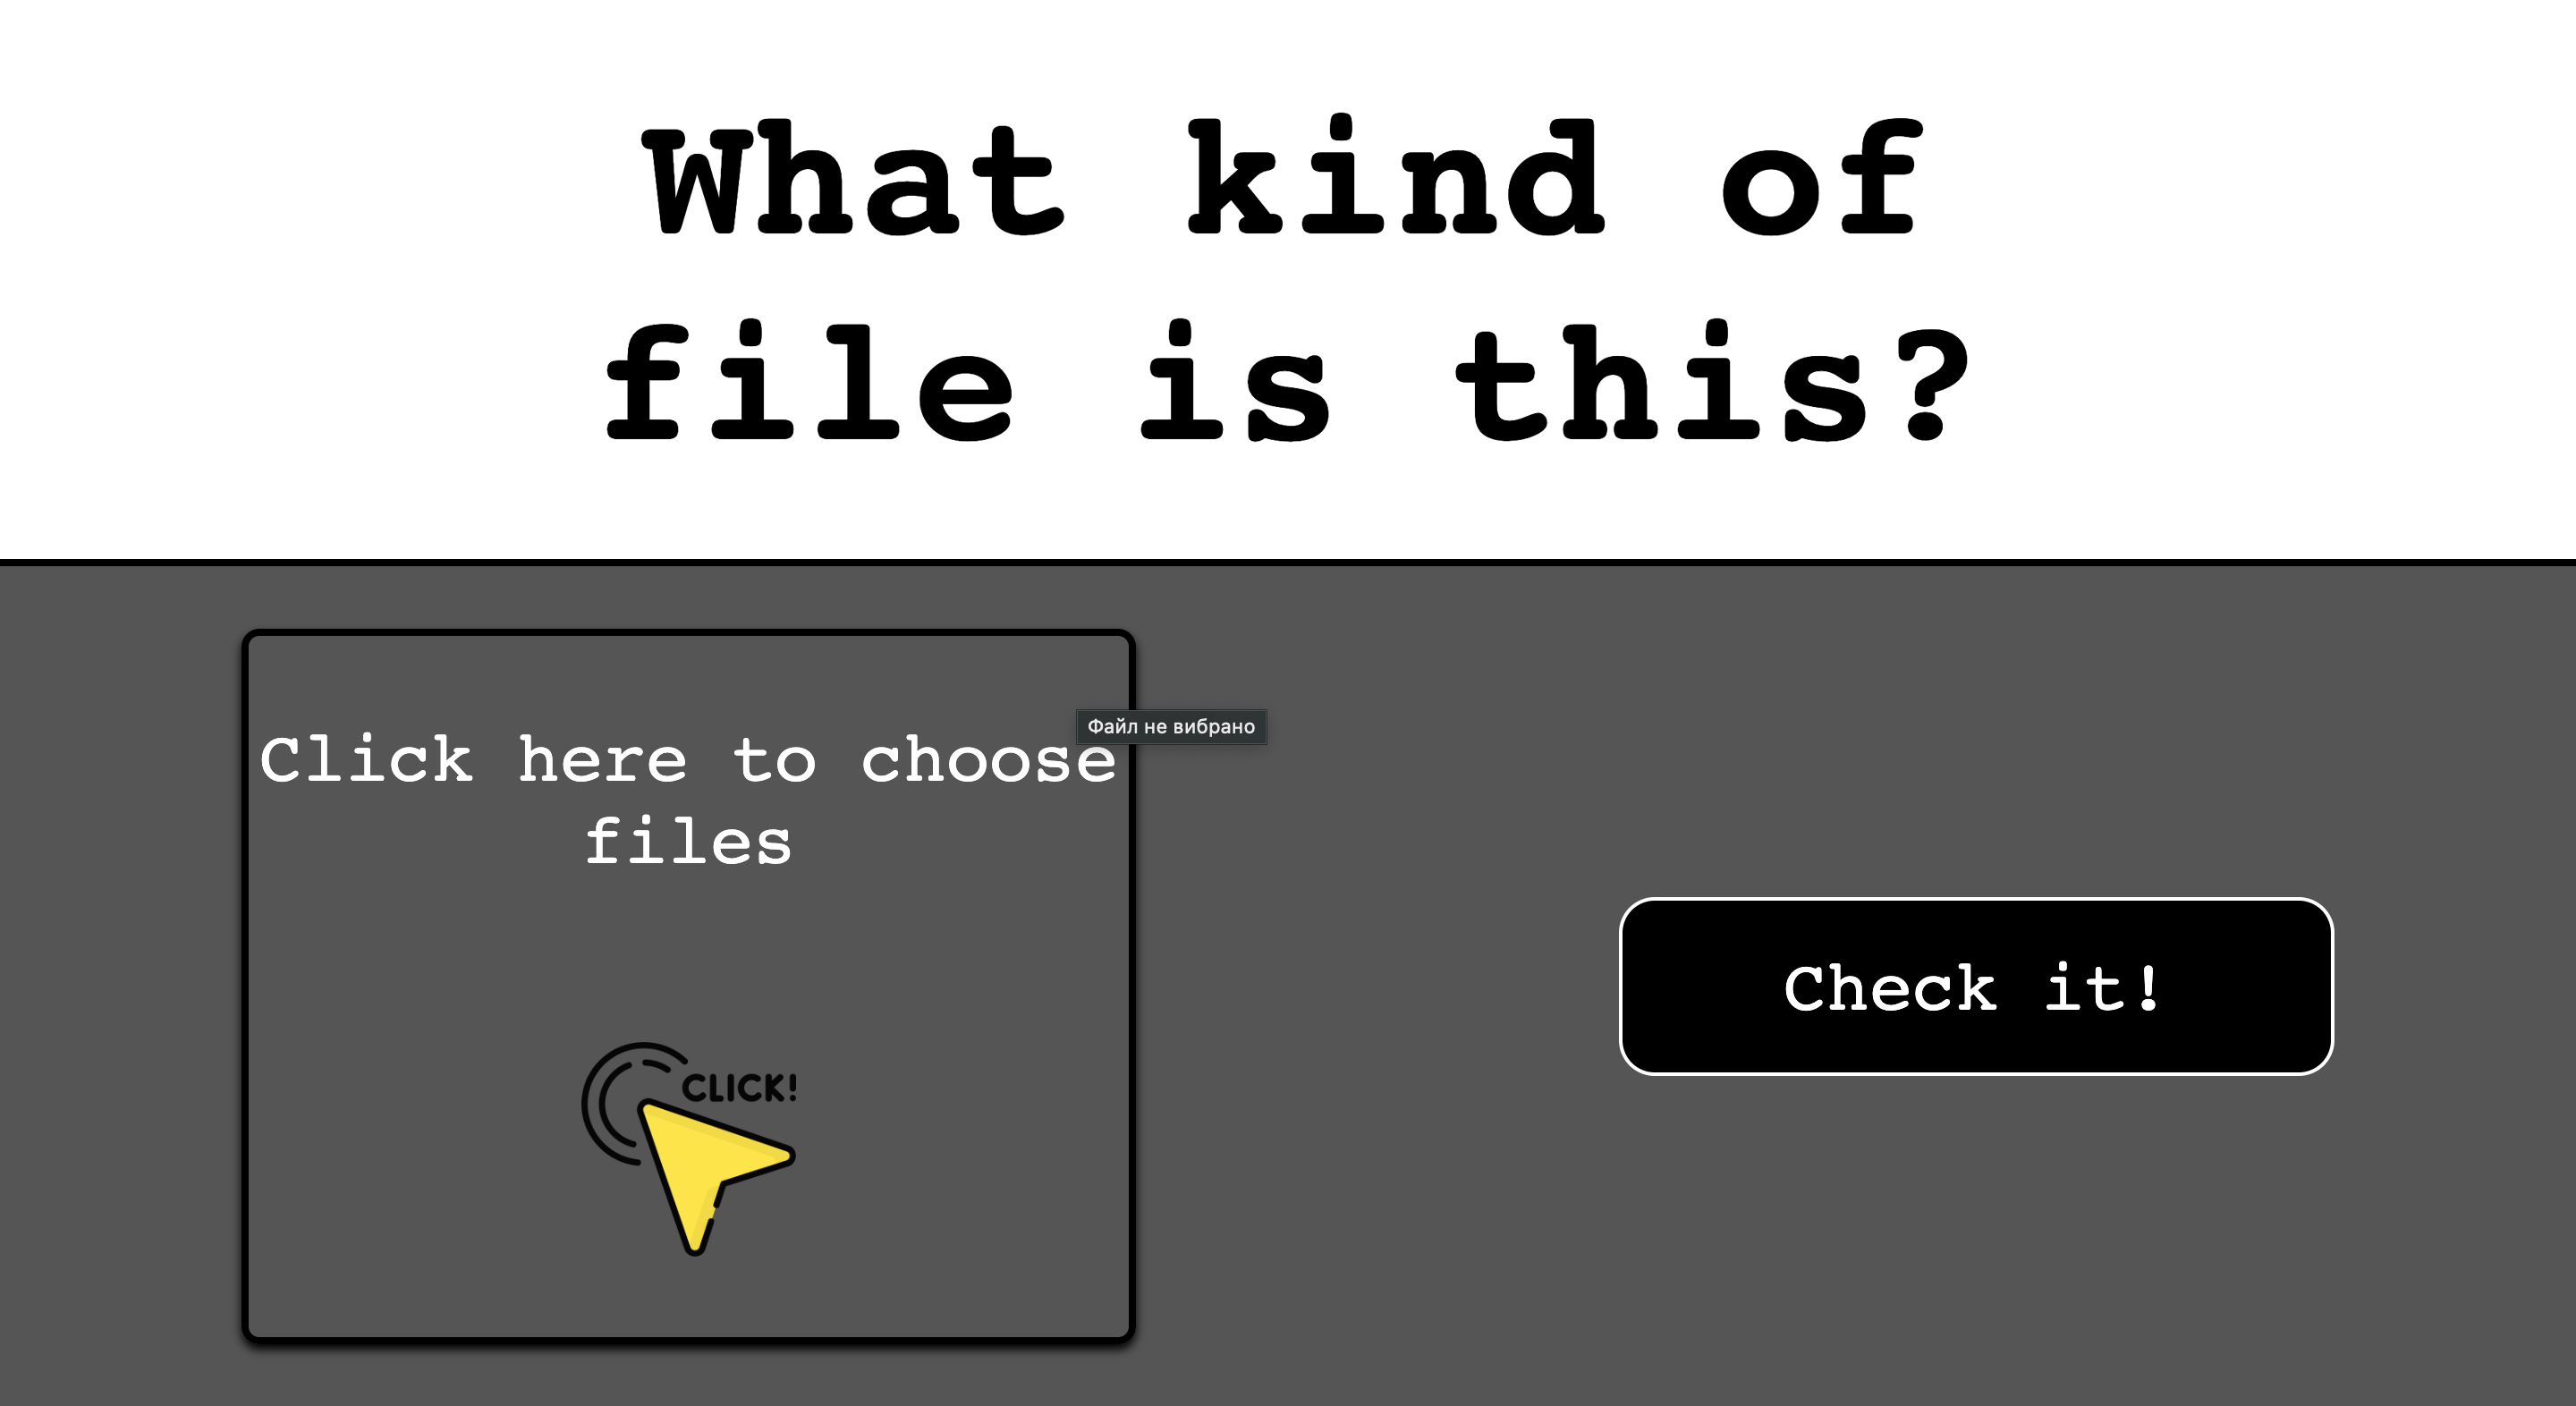 What kind of
file is this?
Файл не вибрано
Click here to choose
files
CLICK!
Check it!